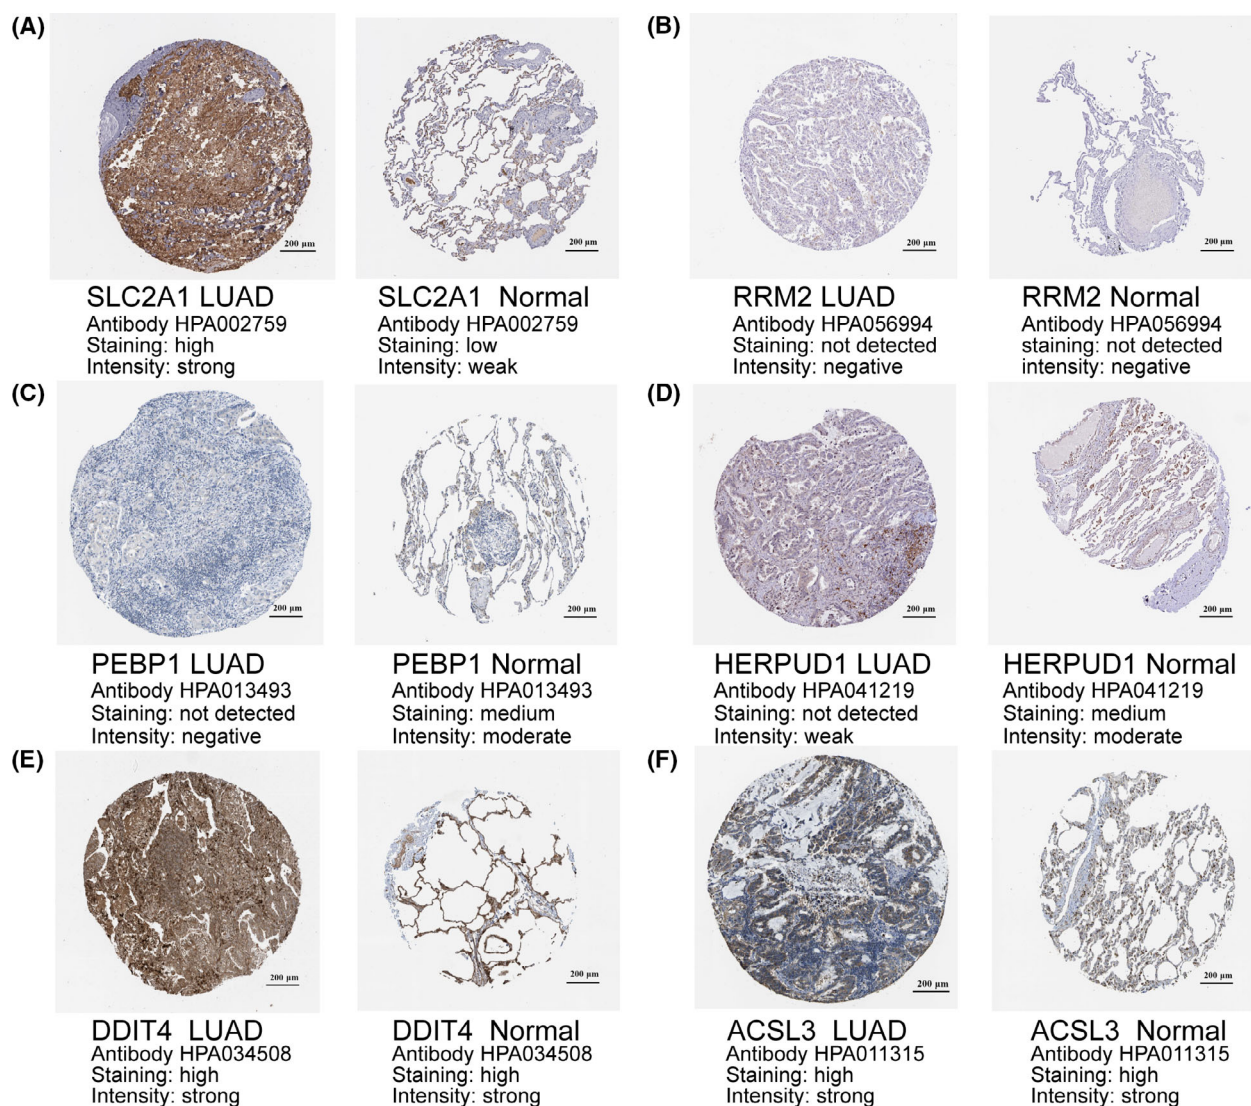 (A)
(B)
200 µm
200 µm
200 µm
200 µm
SLC2A1 LUAD
Antibody HPA002759
Staining: high
Intensity: strong
SLC2A1 Normal
Antibody HPA002759
Staining: low
Intensity: weak
RRM2 LUAD
Antibody HPA056994
Staining: not detected
Intensity: negative
RRM2 Normal
Antibody HPA056994
staining: not detected
intensity: negative
(C)
(D)
200 µm
200 µm
200 µm
200 µm
PEBP1 LUAD
Antibody HPA013493
Staining: not detected
Intensity: negative
PEBP1 Normal
Antibody HPA013493
Staining: medium
Intensity: moderate
HERPUD1 LUAD
Antibody HPA041219
Staining: not detected
Intensity: weak
HERPUD1 Normal
Antibody HPA041219
Staining: medium
Intensity: moderate
(E)
(F)
200 µm
200 µm
200 µm
200 µm
DDIT4 LUAD
Antibody HPA034508
Staining: high
Intensity: strong
DDIT4 Normal
Antibody HPA034508
Staining: high
Intensity: strong
ACSL3 LUAD
Antibody HPA011315
Staining: high
Intensity: strong
ACSL3 Normal
Antibody HPA011315
Staining: high
Intensity: strong